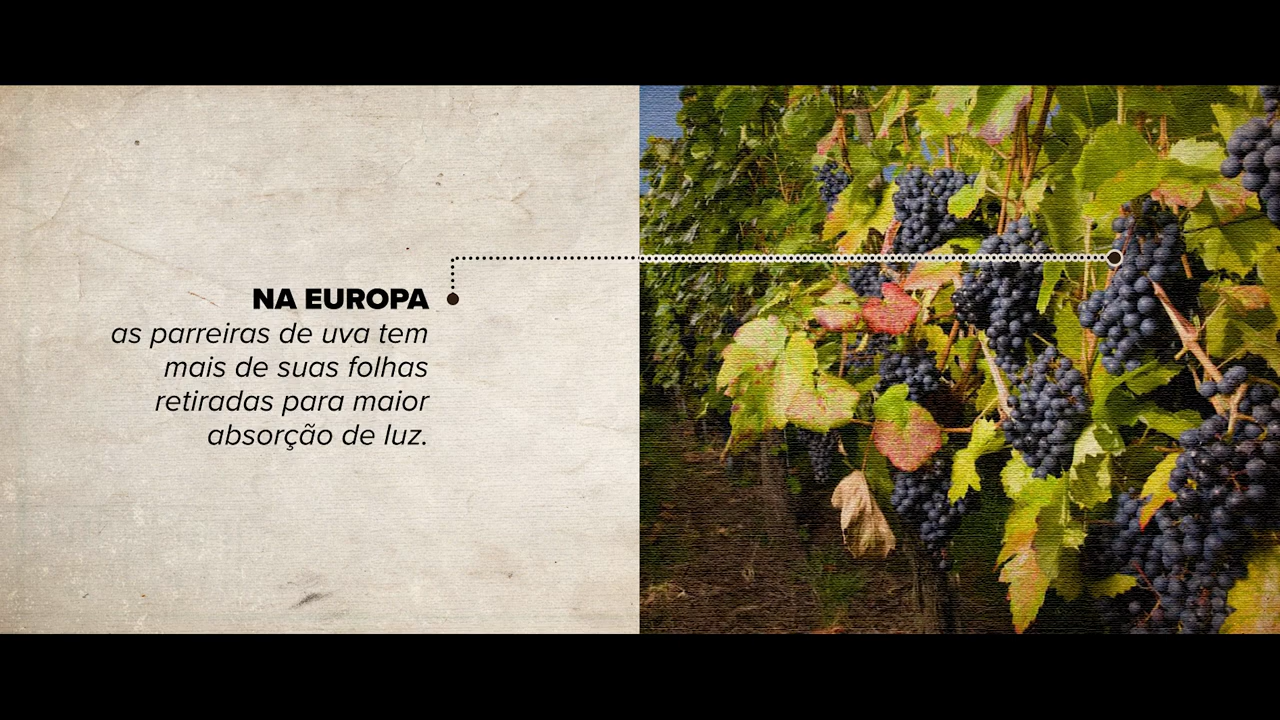 NA EUROPA
as parreiras de uva tem
mais de suas folhas
retiradas para maior
absorção de luz.